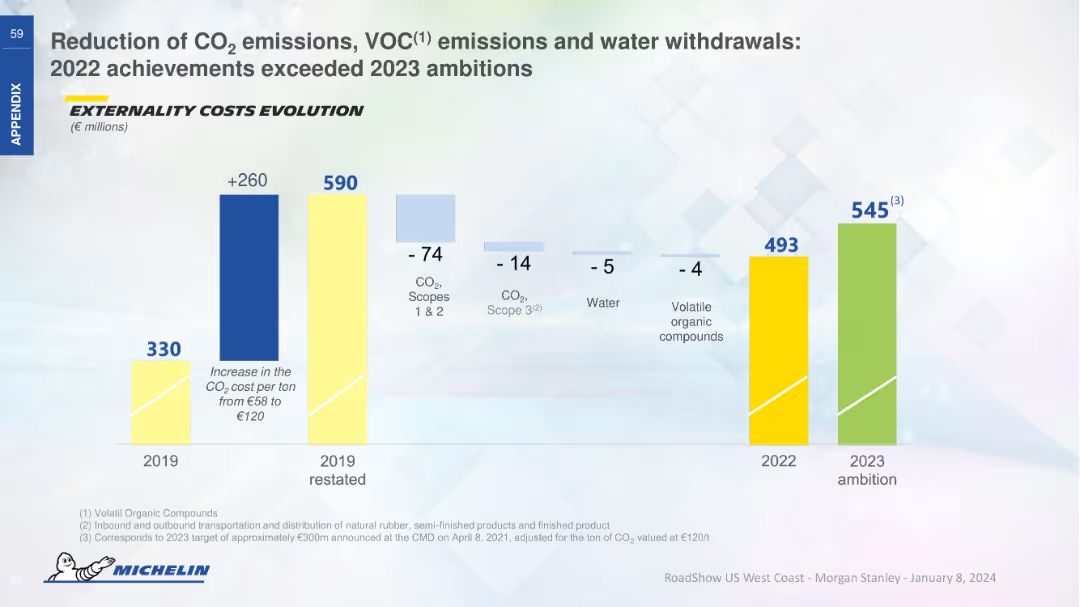 59
APPENDIX
Reduction of CO₂ emissions, VOC⁽¹⁾ emissions and water withdrawals:
2022 achievements exceeded 2023 ambitions
EXTERNALITY COSTS EVOLUTION
(€ millions)
+260
590
330
Increase in the
CO₂ cost per ton
from €58 to
€120
- 74
CO₂,
Scopes
1 & 2
- 14
CO₂,
Scope 3⁽²⁾
- 5
Water
- 4
Volatile
organic
compounds
493
545⁽³⁾
2019
2019
restated
2022
2023
ambition
(1) Volatil Organic Compounds
(2) Inbound and outbound transportation and distribution of natural rubber, semi-finished products and finished product
(3) Corresponds to 2023 target of approximately €300m announced at the CMD on April 8, 2021, adjusted for the ton of CO₂ valued at €120/t
MICHELIN
RoadShow US West Coast - Morgan Stanley - January 8, 2024